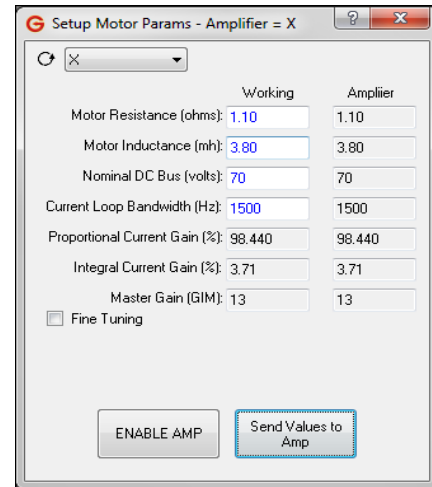 G Setup Motor Params - Amplifier = X ? X
X
Working Ampliier
Motor Resistance (ohms): 1.10 1.10
Motor Inductance (mh): 3.80 3.80
Nominal DC Bus (volts): 70 70
Current Loop Bandwidth (Hz): 1500 1500
Proportional Current Gain (%): 98.440 98.440
Integral Current Gain (%): 3.71 3.71
Master Gain (GIM): 13 13
Fine Tuning
ENABLE AMP
Send Values to
Amp